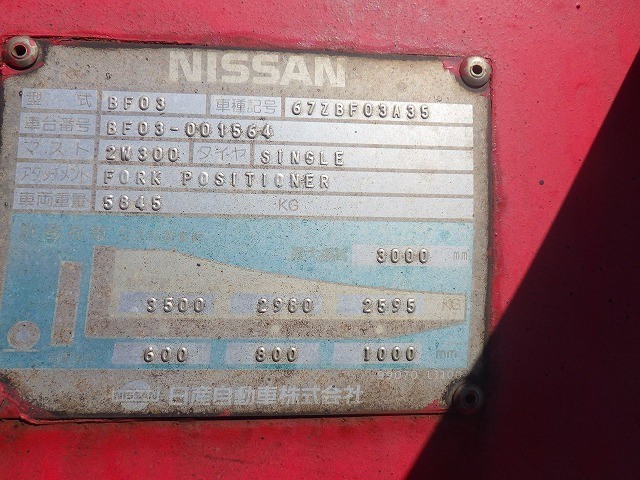 NISSAN
型式 BF03 車種記号 67ZBF03A35
車台番号 BF03-001564
マスト 2W300 タイヤ SINGLE
アタッチメント FORK POSITIONER
車両重量 5845 KG
3000 mm
3500 2980 2595 KG
600 800 1000 mm
NISSAN 日産自動車株式会社